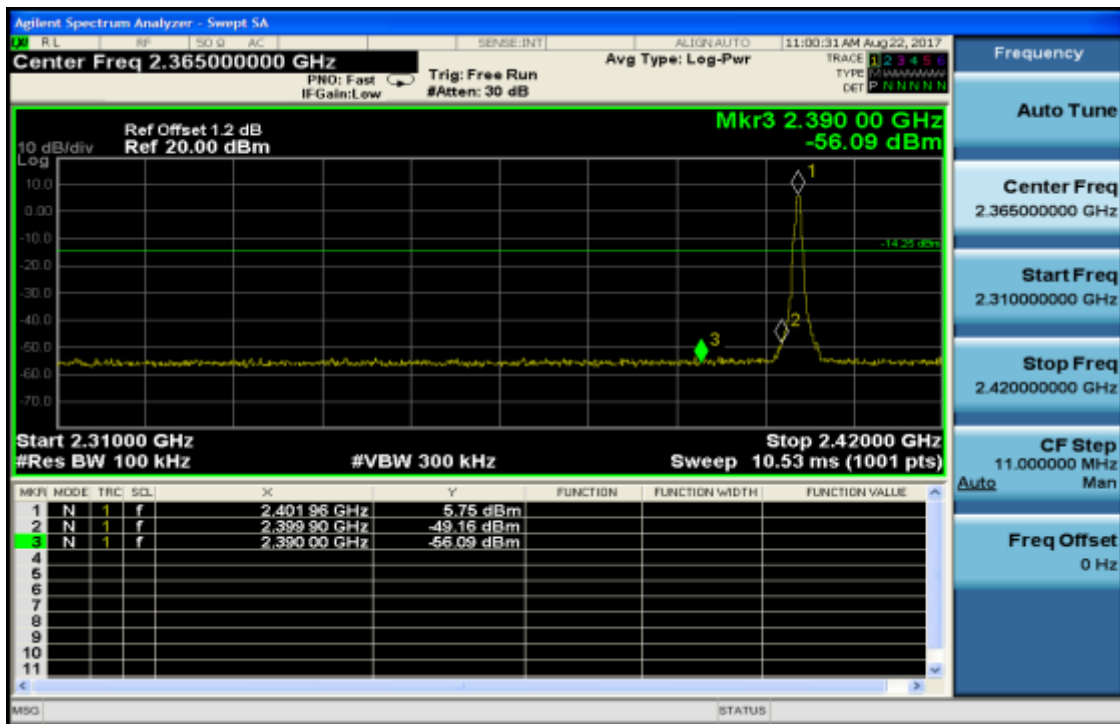 Agilent Spectrum Analyzer - Swept SA
RL RF 50 Ω AC SENSE:INT ALIGN AUTO 11:00:31 AM Aug 22, 2017
Center Freq 2.365000000 GHz
PNO: Fast
IFGain:Low
Trig: Free Run
#Atten: 30 dB
Avg Type: Log-Pwr
TRACE 1 2 3 4 5 6
TYPE MWWWWW
DET P N N N N N
Mkr3 2.390 00 GHz
-56.09 dBm
Ref Offset 1.2 dB
10 dB/div Ref 20.00 dBm
Log
10.0
0.00
-10.0
-20.0
-30.0
-40.0
-50.0
-60.0
-70.0
1
-14.25 dBm
2
3
Start 2.31000 GHz Stop 2.42000 GHz
#Res BW 100 kHz #VBW 300 kHz Sweep 10.53 ms (1001 pts)
MKR MODE TRC SCL X Y FUNCTION FUNCTION WIDTH FUNCTION VALUE
1 N 1 f 2.401 96 GHz 5.75 dBm
2 N 1 f 2.399 90 GHz -49.16 dBm
3 N 1 f 2.390 00 GHz -56.09 dBm
4
5
6
7
8
9
10
11
MSG STATUS
Frequency
Auto Tune
Center Freq
2.365000000 GHz
Start Freq
2.310000000 GHz
Stop Freq
2.420000000 GHz
CF Step
11.000000 MHz
Auto Man
Freq Offset
0 Hz